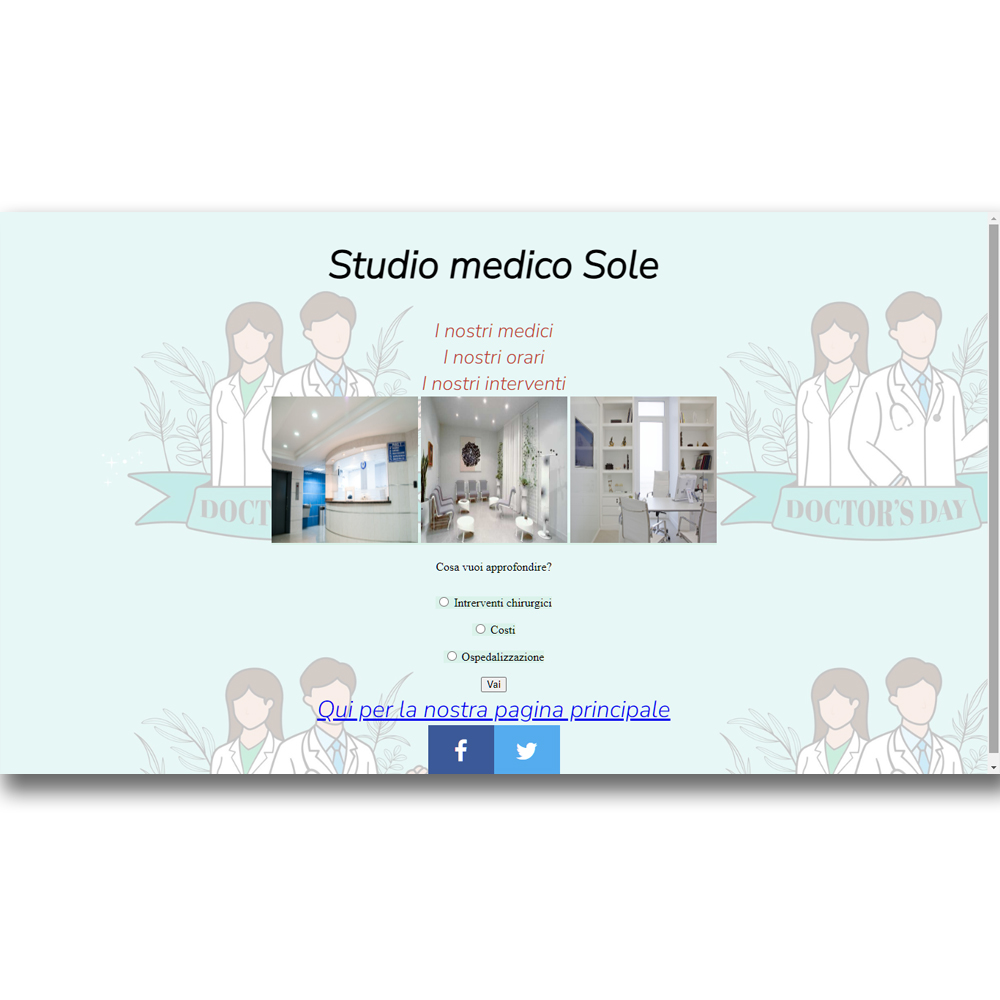 Studio medico Sole
I nostri medici
I nostri orari
I nostri interventi
DOCT
DOCTOR'S DAY
Cosa vuoi approfondire?
Intrerventi chirurgici
Costi
Ospedalizzazione
Vai
Qui per la nostra pagina principale